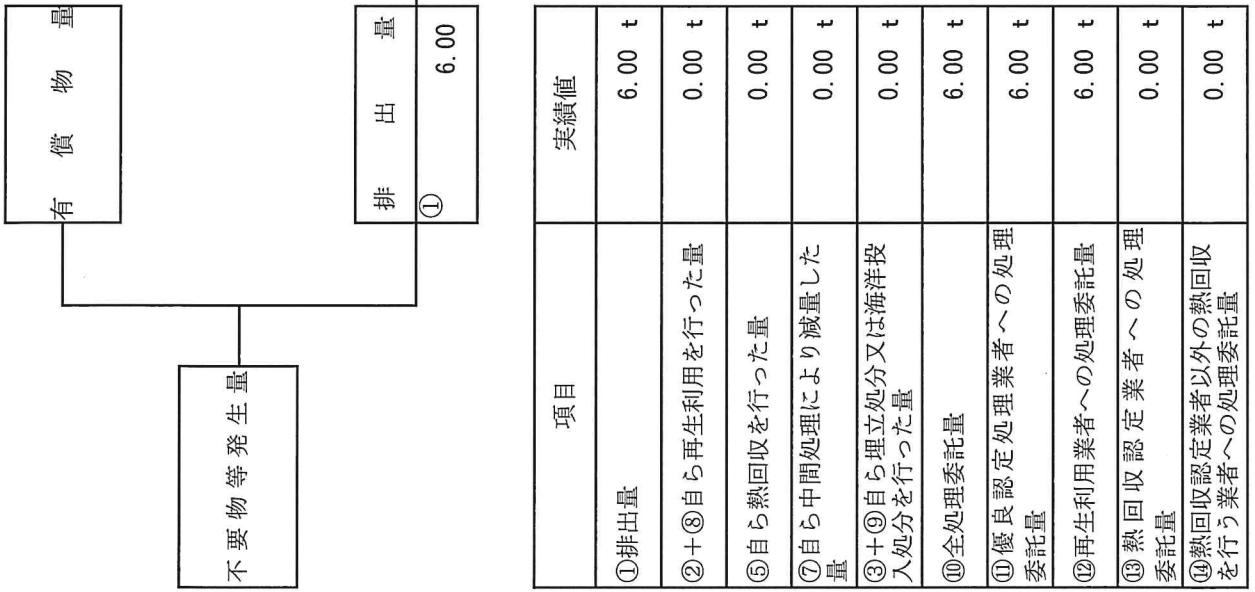 不要物等発生量
有償物量
排出量
① 6.00
項目 実績値
①排出量 6.00 t
②+⑧自ら再生利用を行った量 0.00 t
⑤自ら熱回収を行った量 0.00 t
⑦自ら中間処理により減量した
量 0.00 t
③+⑨自ら埋立処分又は海洋投
入処分を行った量 0.00 t
⑩全処理委託量 6.00 t
⑪優良認定処理業者への処理
委託量 6.00 t
⑫再生利用業者への処理委託量 6.00 t
⑬熱回収認定業者への処理
委託量 0.00 t
⑭熱回収認定業者以外の熱回収
を行う業者への処理委託量 0.00 t